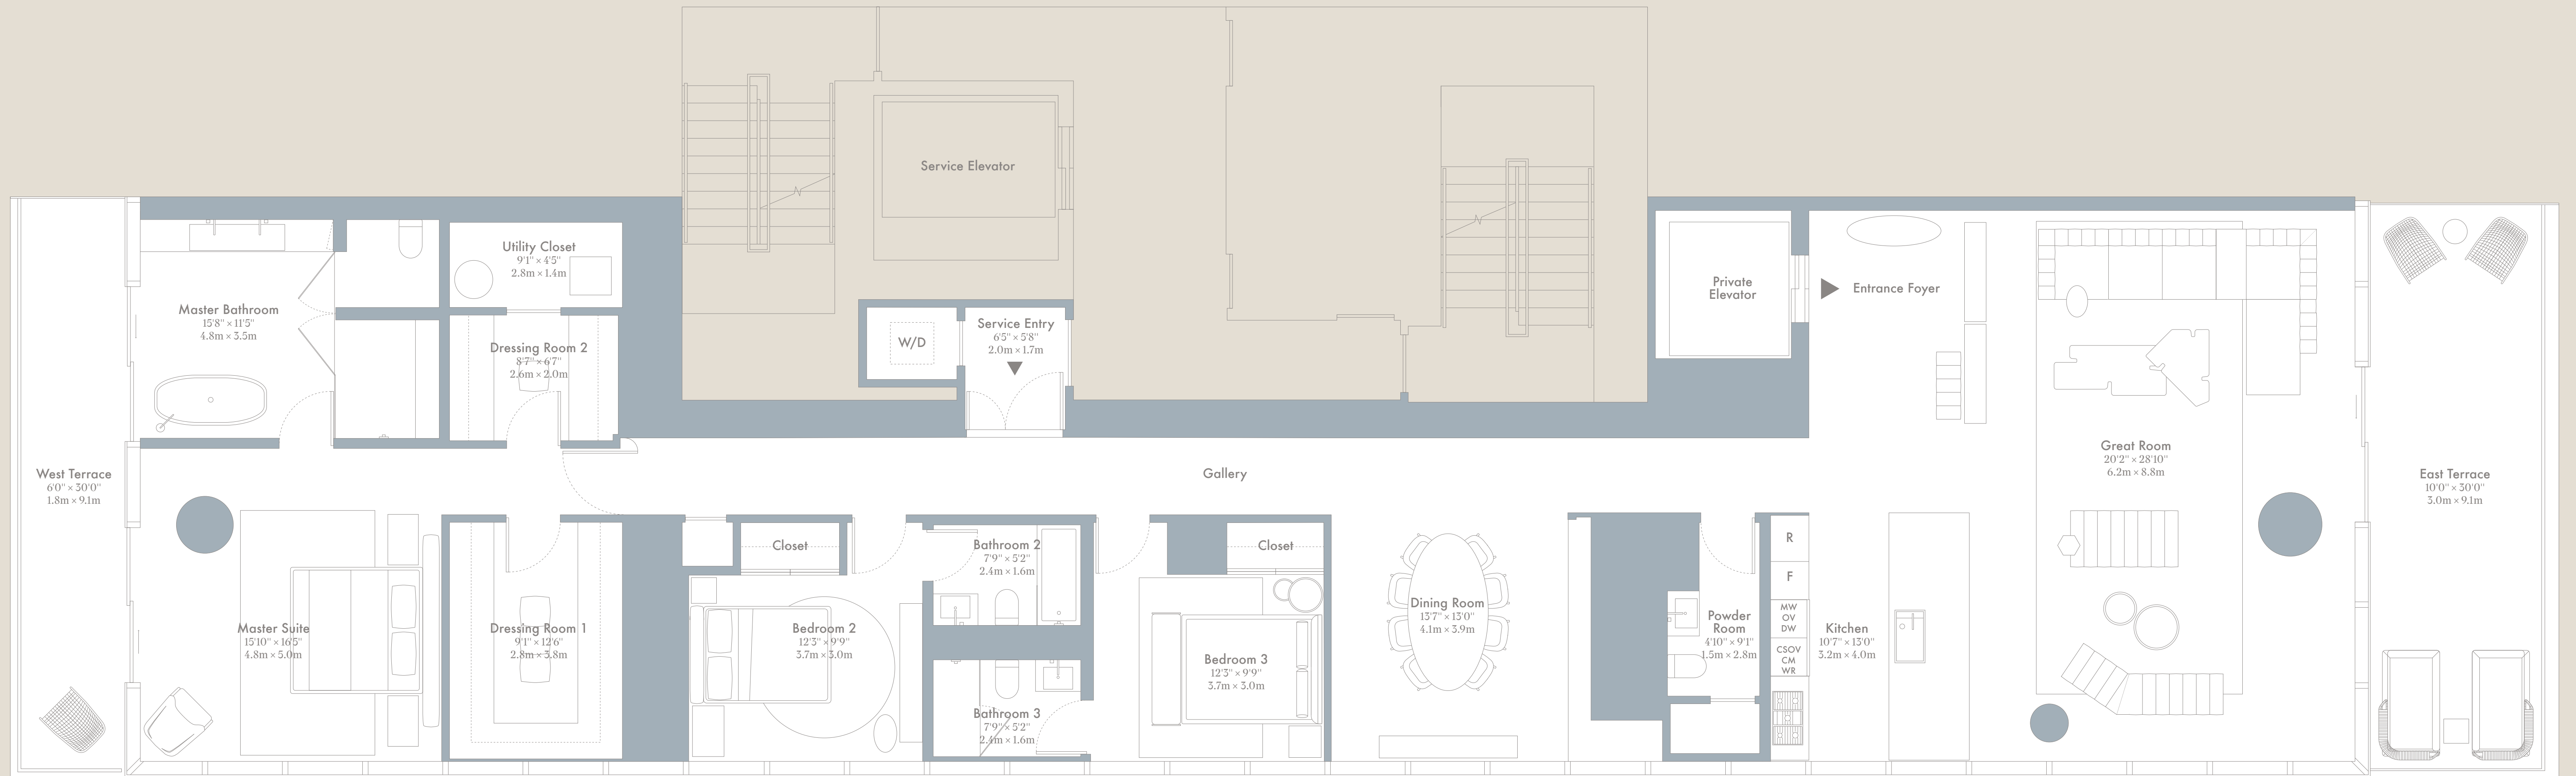 Service Elevator
Utility Closet
9'1" × 4'5"
2.8m × 1.4m
Master Bathroom
15'8" × 11'5"
4.8m × 3.5m
Dressing Room 2
8'7" × 6'7"
2.6m × 2.0m
W/D
Service Entry
6'5" × 5'8"
2.0m × 1.7m
Private
Elevator
Entrance Foyer
West Terrace
6'0" × 30'0"
1.8m × 9.1m
Gallery
Great Room
20'2" × 28'10"
6.2m × 8.8m
East Terrace
10'0" × 30'0"
3.0m × 9.1m
Master Suite
15'10" × 16'5"
4.8m × 5.0m
Dressing Room 1
9'1" × 12'6"
2.8m × 3.8m
Closet
Bedroom 2
12'3" × 9'9"
3.7m × 3.0m
Bathroom 2
7'9" × 5'2"
2.4m × 1.6m
Bathroom 3
7'9" × 5'2"
2.4m × 1.6m
Closet
Bedroom 3
12'3" × 9'9"
3.7m × 3.0m
Dining Room
13'7" × 13'0"
4.1m × 3.9m
Powder
Room
4'10" × 9'1"
1.5m × 2.8m
R
F
MW
OV
DW
CSOV
CM
WR
Kitchen
10'7" × 13'0"
3.2m × 4.0m